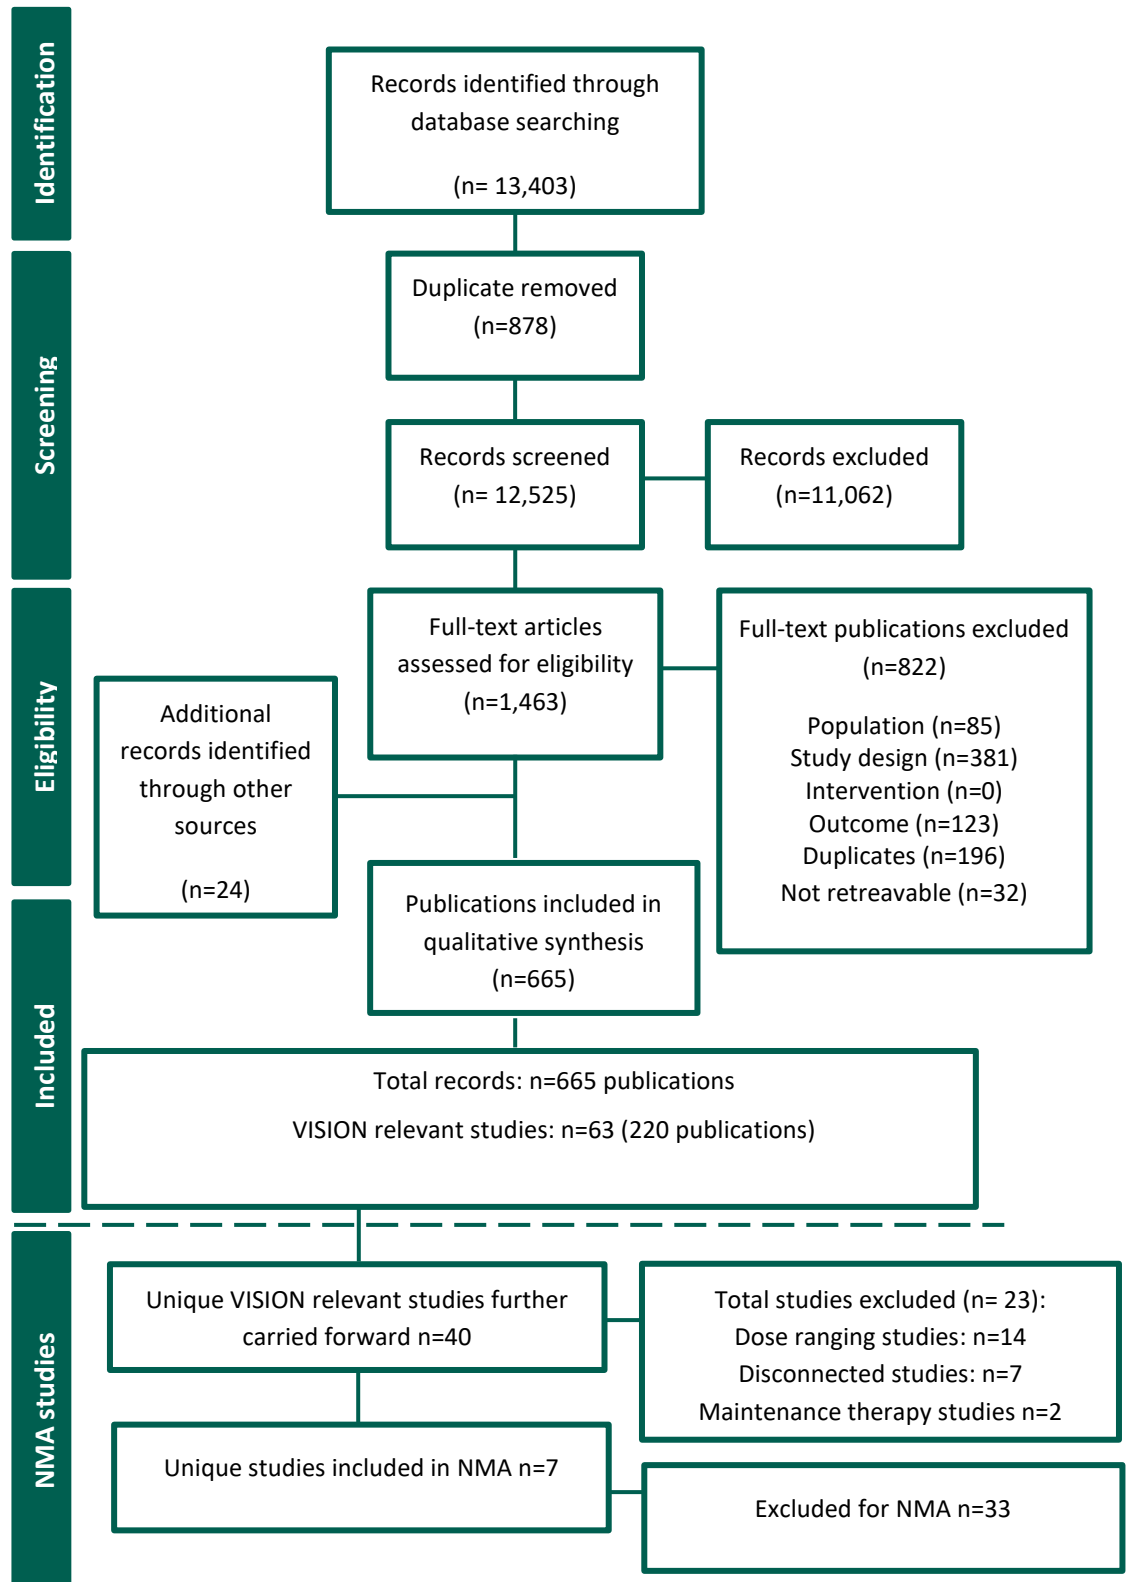 Identification
Records identified through
database searching
(n= 13,403)
Screening
Duplicate removed
(n=878)
Records screened
(n= 12,525)
Records excluded
(n=11,062)
Eligibility
Full-text articles
assessed for eligibility
(n=1,463)
Full-text publications excluded
(n=822)
Population (n=85)
Study design (n=381)
Intervention (n=0)
Outcome (n=123)
Duplicates (n=196)
Not retreavable (n=32)
Additional
records identified
through other
sources
(n=24)
Included
Publications included in
qualitative synthesis
(n=665)
Total records: n=665 publications
VISION relevant studies: n=63 (220 publications)
NMA studies
Unique VISION relevant studies further
carried forward n=40
Total studies excluded (n= 23):
Dose ranging studies: n=14
Disconnected studies: n=7
Maintenance therapy studies n=2
Unique studies included in NMA n=7
Excluded for NMA n=33